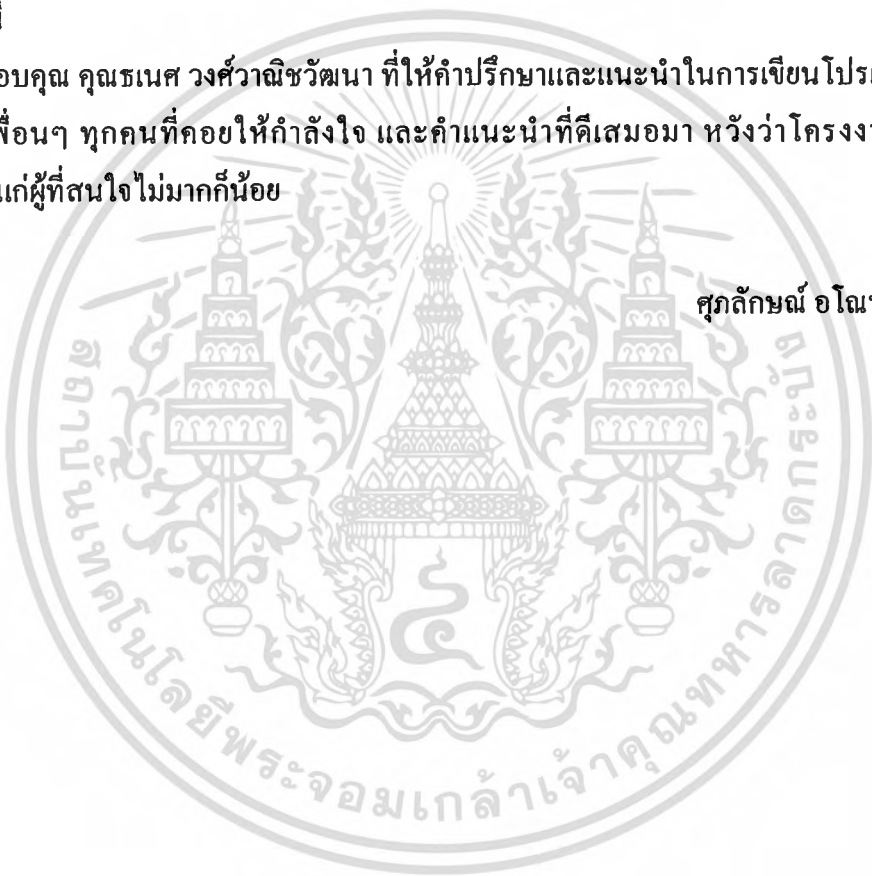 อบคุณ คุณธเนศ วงศ์วาณิชวัฒนา ที่ให้คำปรึกษาและแนะนำในการเขียนโปรเ
พื่อนๆ ทุกคนที่คอยให้กำลังใจ และคำแนะนำที่ดีเสมอมา หวังว่าโครงงา
แก่ผู้ที่สนใจไม่มากก็น้อย
ศุภลักษณ์ อโณ
สถาบันเทคโนโลยีพระจอมเกล้าเจ้าคุณทหารลาดกระบัง
๔